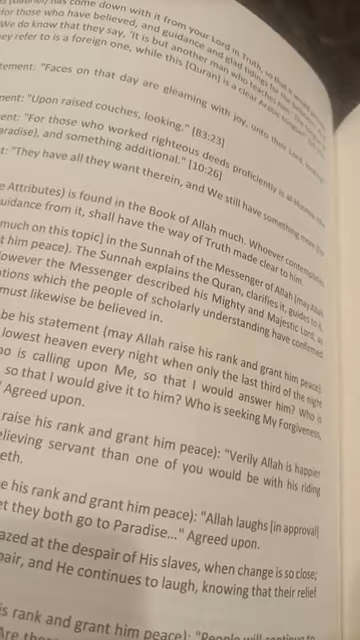 has come down with it from your Lord in Truth,
for those who have believed, and guidance and glad tidings for the
We do know that they say, 'It is but another man who teaches him.'
ey refer to is a foreign one, while this [Quran] is a clear Arabic
tement: "Faces on that day are gleaming with joy, unto their Lord,
ment: "Upon raised couches, looking." [83:23]
ent: "For those who worked righteous deeds proficiently is
aradise), and something additional." [10:26]
t: "They have all they want therein, and We still have something more
e Attributes) is found in the Book of Allah much. Whoever contemplates
uidance from it, shall have the way of Truth made clear to him.
much on this topic] in the Sunnah of the Messenger of Allah (may Allah
t him peace). The Sunnah explains the Quran, clarifies it, guides to it,
owever the Messenger described his Mighty and Majestic Lord,
tions which the people of scholarly understanding have confirmed
must likewise be believed in.
be his statement (may Allah raise his rank and grant him peace):
lowest heaven every night when only the last third of the night
ho is calling upon Me, so that I would answer him? Who is
so that I would give it to him? Who is seeking My Forgiveness,
Agreed upon.
raise his rank and grant him peace): "Verily Allah is happier
elieving servant than one of you would be with his riding
eth.
e his rank and grant him peace): "Allah laughs [in approval]
et they both go to Paradise..." Agreed upon.
azed at the despair of His slaves, when change is so close;
pair, and He continues to laugh, knowing that their relief
is rank and grant him peace): "People will continue to
Are the